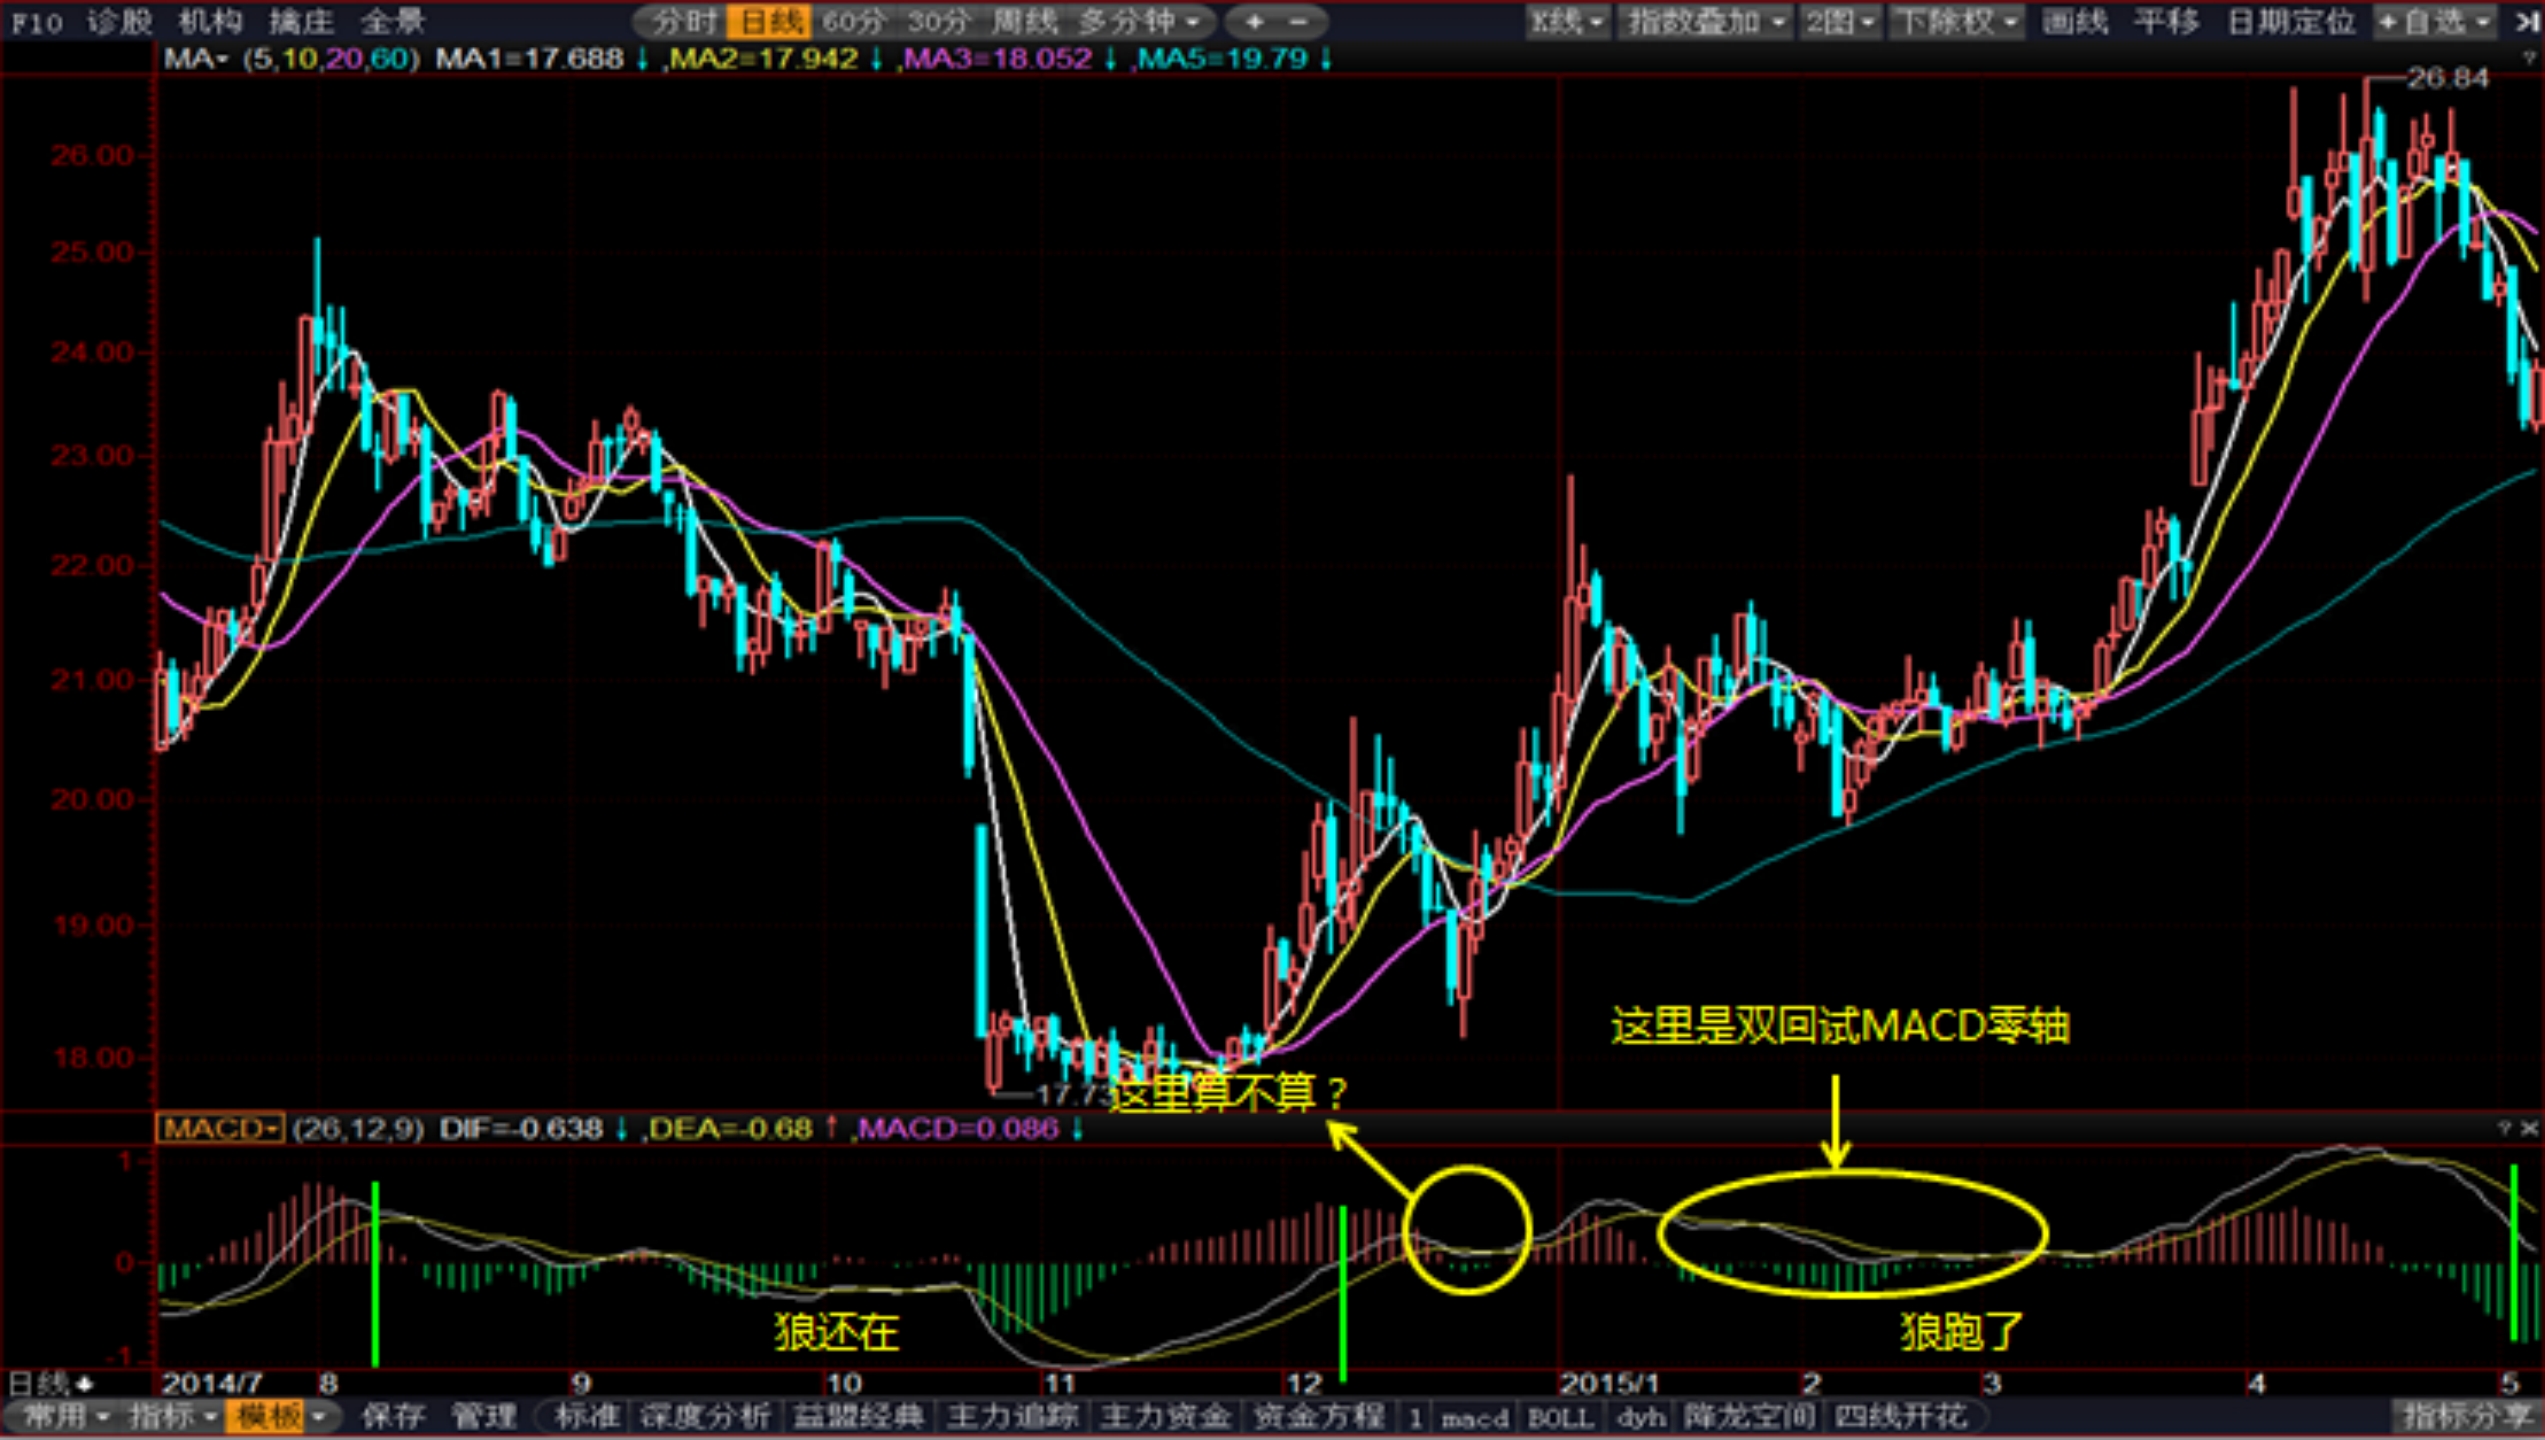 F10 诊股 机构 擒庄 全景 分时 日线 60分 30分 周线 多分钟 + - K线 指数叠加 2图 下除权 画线 平移 日期定位 +自选
MA (5,10,20,60) MA1=17.688 ↓ ,MA2=17.942 ↓ ,MA3=18.052 ↓ ,MA5=19.79 ↓ ?
26.84
26.00
25.00
24.00
23.00
22.00
21.00
20.00
19.00
这里是双回试MACD零轴
18.00
17.73
这里算不算？
MACD (26,12,9) DIF=-0.638 ↓ ,DEA=-0.68 ↑ ,MACD=0.086 ↓ ? ×
1
0
狼还在 狼跑了
-1
日线 2014/7 8 9 10 11 12 2015/1 2 3 4 5
常用 指标 模板 保存 管理 标准 深度分析 益盟经典 主力追踪 主力资金 资金方程 1 macd BOLL dyh 降龙空间 四线开花 指标分享